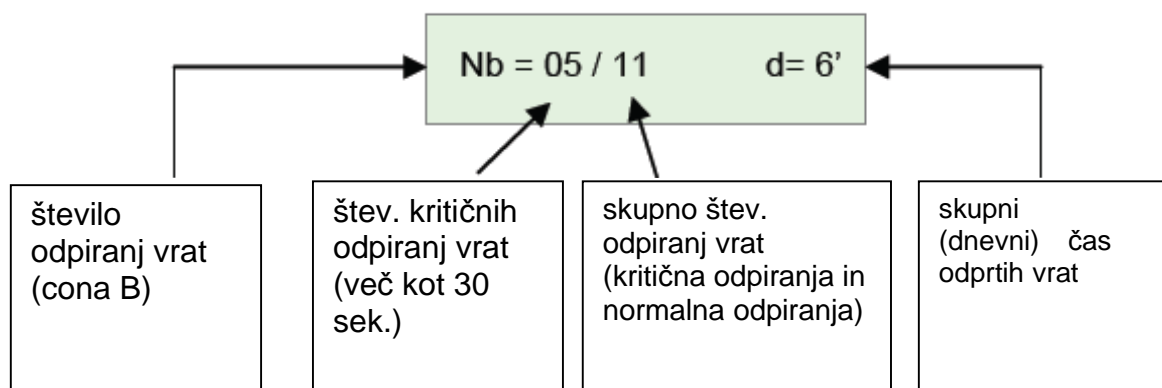 Nb = 05 / 11 d= 6’
število
odpiranj vrat
(cona B)
štev. kritičnih
odpiranj vrat
(več kot 30
sek.)
skupno štev.
odpiranj vrat
(kritična odpiranja in
normalna odpiranja)
skupni
(dnevni) čas
odprtih vrat